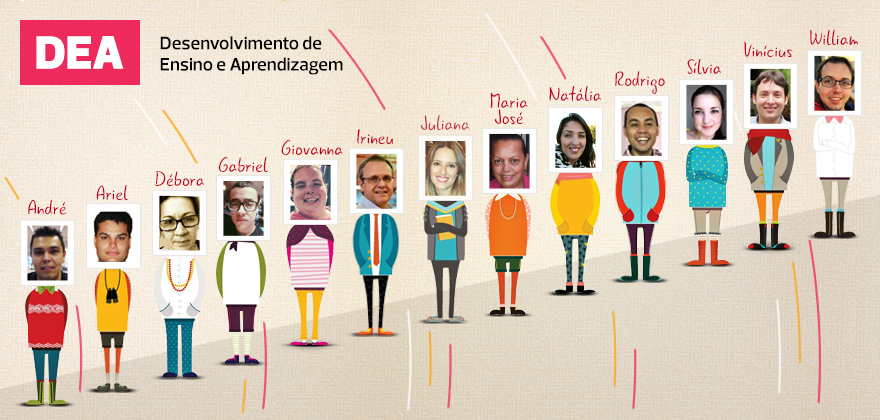 DEA
Desenvolvimento de
Ensino e Aprendizagem
André
Ariel
Débora
Gabriel
Giovanna
Irineu
Juliana
Maria
José
Natália
Rodrigo
Sílvia
Vinícius
William